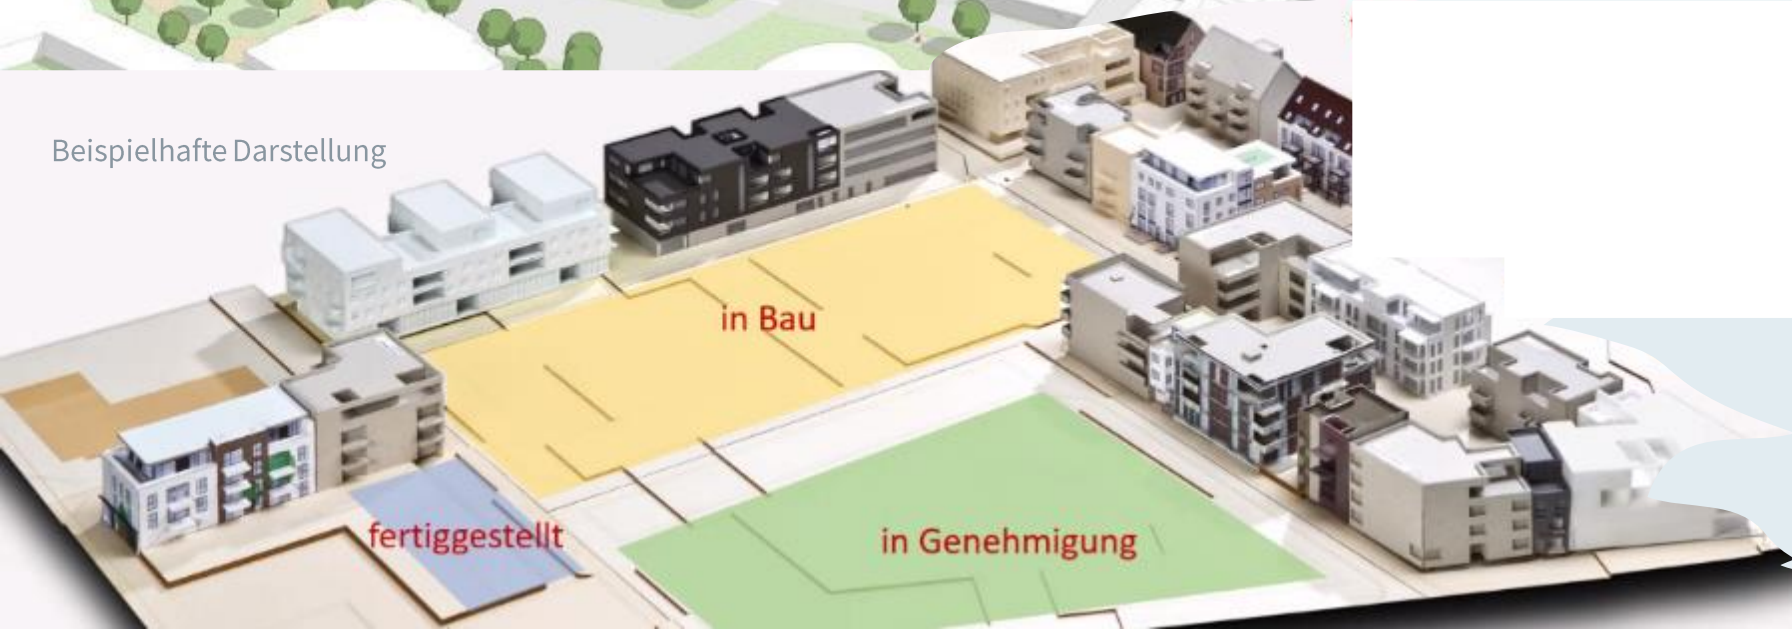 Beispielhafte Darstellung
in Bau
fertiggestellt
in Genehmigung